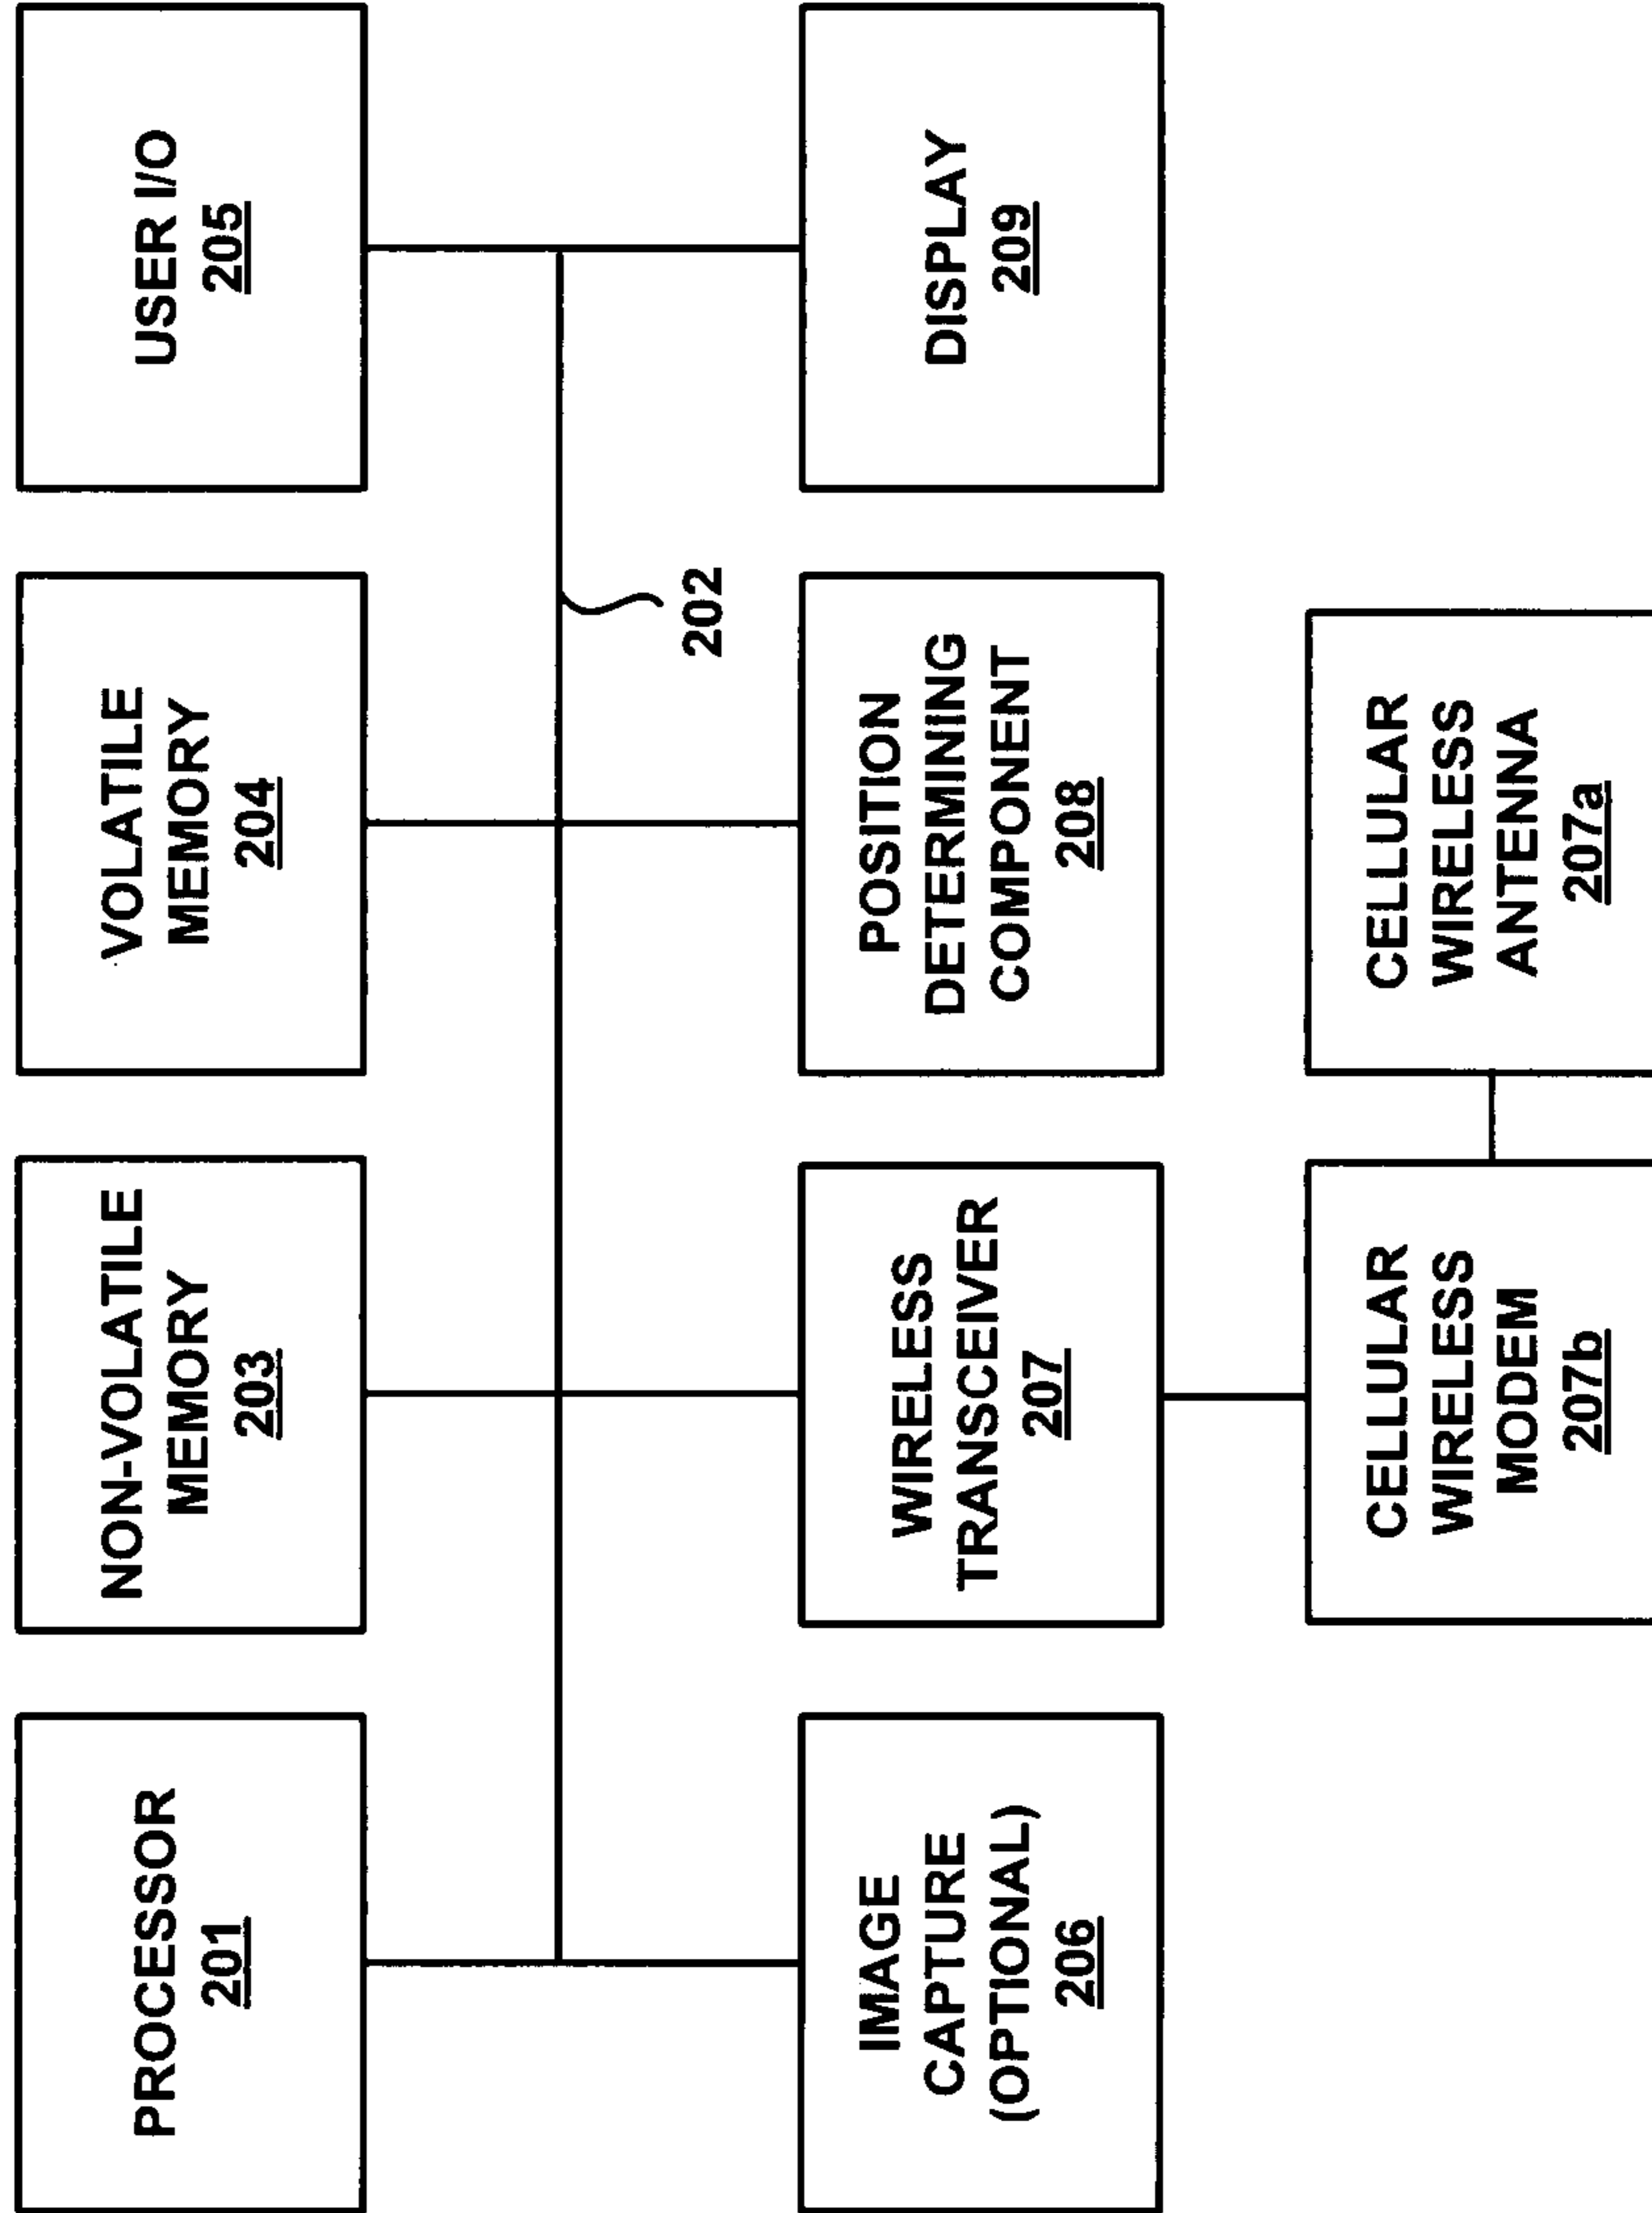 PROCESSOR
201
NON-VOLATILE
MEMORY
203
VOLATILE
MEMORY
204
USER I/O
205
202
IMAGE
CAPTURE
(OPTIONAL)
206
WIRELESS
TRANSCEIVER
207
POSITION
DETERMINING
COMPONENT
208
DISPLAY
209
CELLULAR
WIRELESS
MODEM
207b
CELLULAR
WIRELESS
ANTENNA
207a